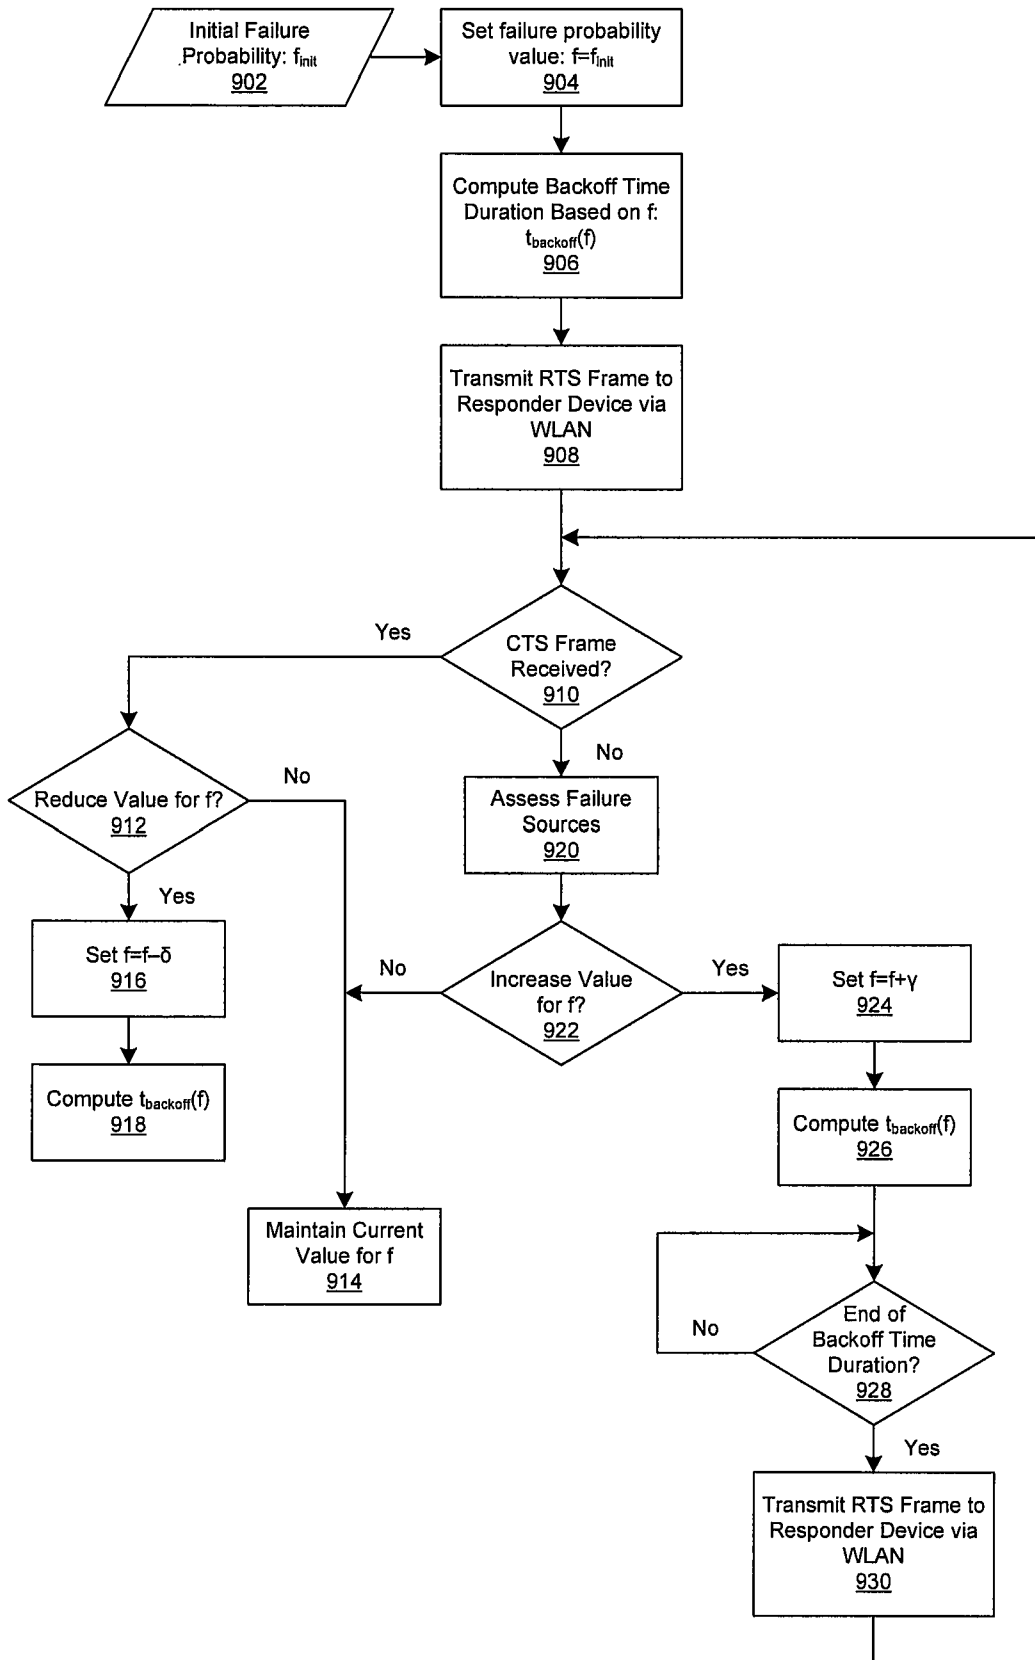 Initial Failure
Probability: finit
902
Set failure probability
value: f=finit
904
Compute Backoff Time
Duration Based on f:
tbackoff(f)
906
Transmit RTS Frame to
Responder Device via
WLAN
908
Yes
CTS Frame
Received?
910
No
Reduce Value for f?
912
No
Assess Failure
Sources
920
Yes
Set f=f–δ
916
No
Increase Value
for f?
922
Yes
Set f=f+γ
924
Compute tbackoff(f)
918
Compute tbackoff(f)
926
Maintain Current
Value for f
914
No
End of
Backoff Time
Duration?
928
Yes
Transmit RTS Frame to
Responder Device via
WLAN
930